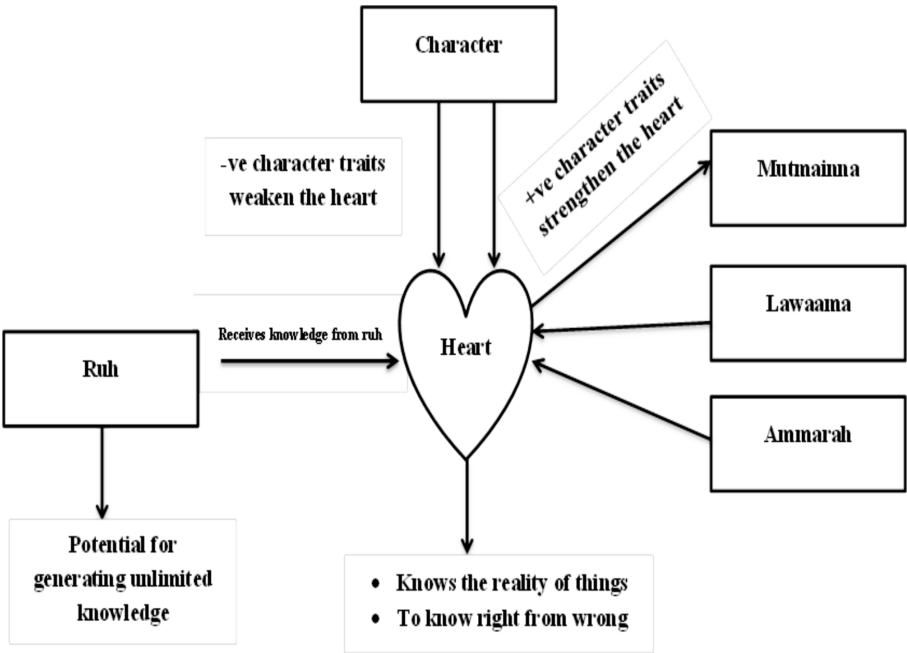 Character
-ve character traits
weaken the heart
+ve character traits
strengthen the heart
Mutmainna
Lawaama
Receives knowledge from ruh
Heart
Ruh
Ammarah
Potential for
generating unlimited
knowledge
• Knows the reality of things
• To know right from wrong